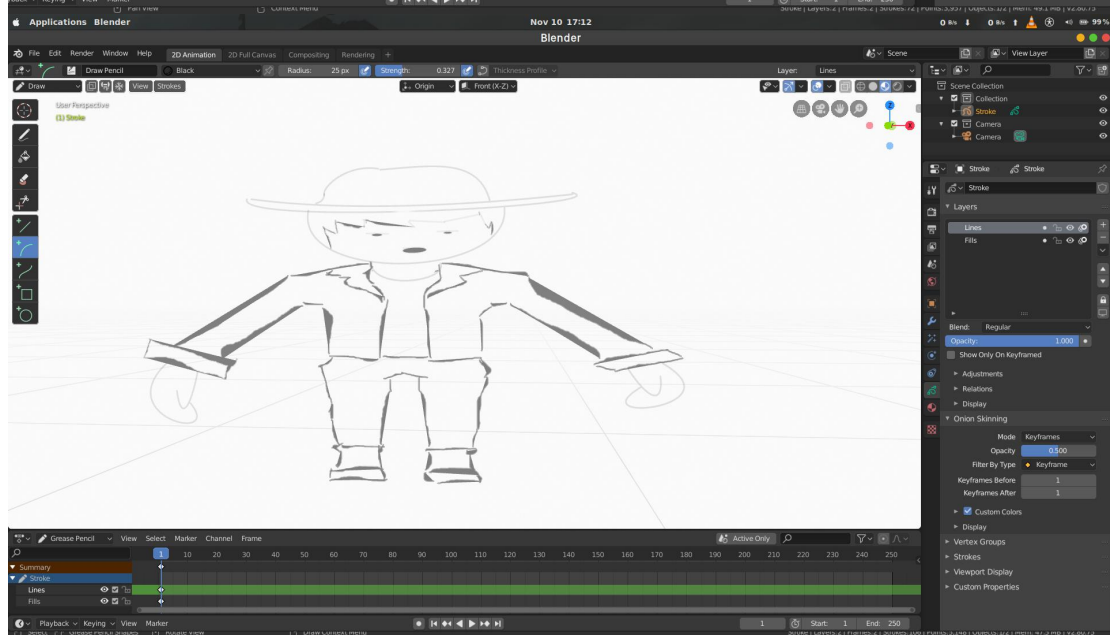 Applications Blender
Nov 10 17:12
0 B/s 0 B/s 99 %
Blender
File Edit Render Window Help
2D Animation 2D Full Canvas Compositing Rendering +
Scene
View Layer
Draw Pencil Black Radius: 25 px Strength: 0.327 Thickness Profile
Layer: Lines
Draw View Strokes
Origin Front (X-Z)
User Perspective
(1) Stroke
Z
X
Scene Collection
Collection
Stroke
Camera
Camera
Stroke Stroke
Stroke
Layers
Lines
Fills
Blend: Regular
Opacity: 1.000
Show Only On Keyframed
Adjustments
Relations
Display
Onion Skinning
Mode Keyframes
Opacity 0.500
Filter By Type Keyframe
Keyframes Before 1
Keyframes After 1
Custom Colors
Display
Vertex Groups
Strokes
Viewport Display
Custom Properties
Grease Pencil View Select Marker Channel Frame
Active Only
1 10 20 30 40 50 60 70 80 90 100 110 120 130 140 150 160 170 180 190 200 210 220 230 240 250
Summary
Stroke
Lines
Fills
Playback Keying View Marker
1 Start: 1 End: 250